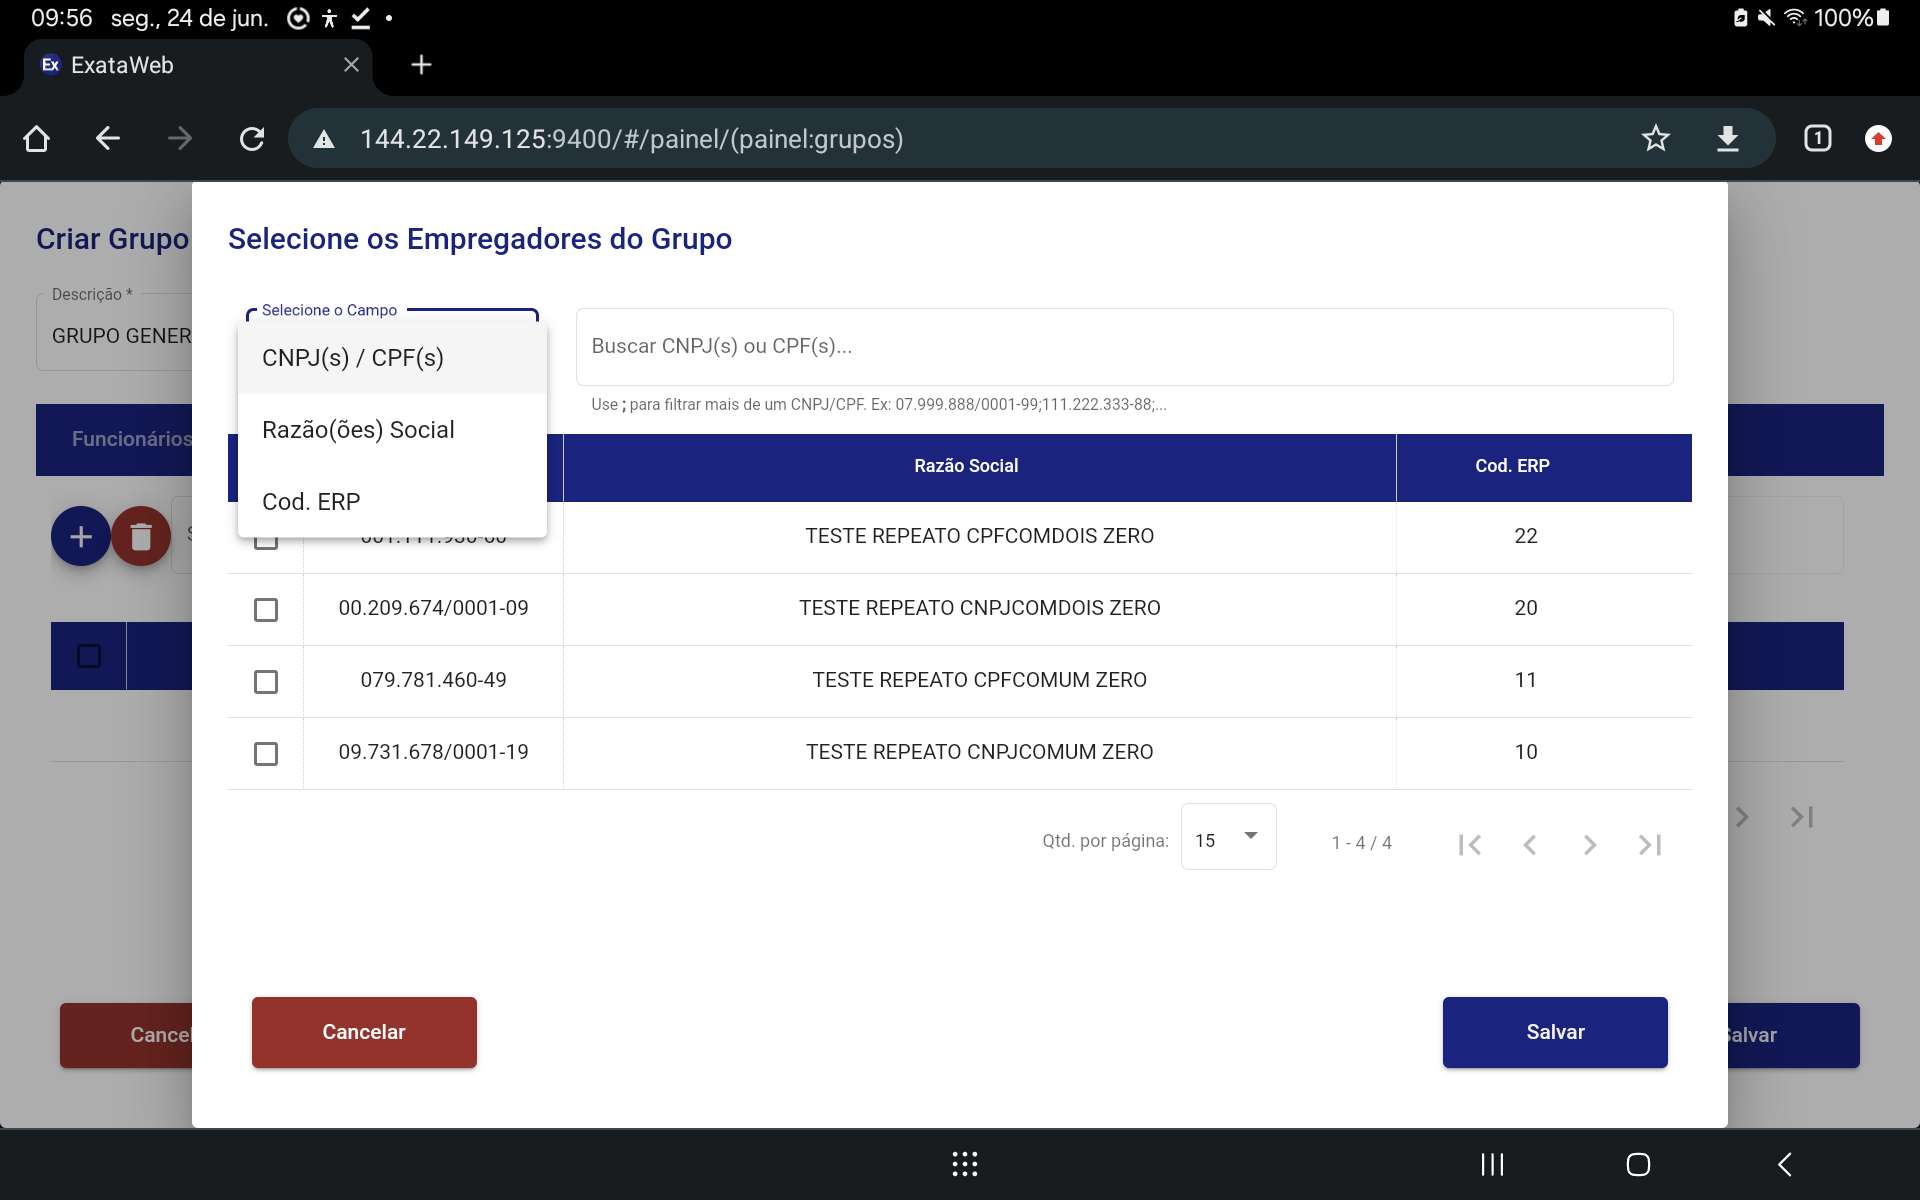 09:56 seg., 24 de jun. 100%
Ex ExataWeb
144.22.149.125:9400/#/painel/(painel:grupos) 1
Criar Grupo
Selecione os Empregadores do Grupo
Descrição *
GRUPO GENER
Selecione o Campo
CNPJ(s) / CPF(s)
Razão(ões) Social
Cod. ERP
Buscar CNPJ(s) ou CPF(s)...
Use ; para filtrar mais de um CNPJ/CPF. Ex: 07.999.888/0001-99;111.222.333-88;...
Funcionários
Razão Social Cod. ERP
TESTE REPEATO CPFCOMDOIS ZERO 22
00.209.674/0001-09 TESTE REPEATO CNPJCOMDOIS ZERO 20
079.781.460-49 TESTE REPEATO CPFCOMUM ZERO 11
09.731.678/0001-19 TESTE REPEATO CNPJCOMUM ZERO 10
Qtd. por página: 15 1 - 4 / 4
Cancel
Cancelar
Salvar
Salvar